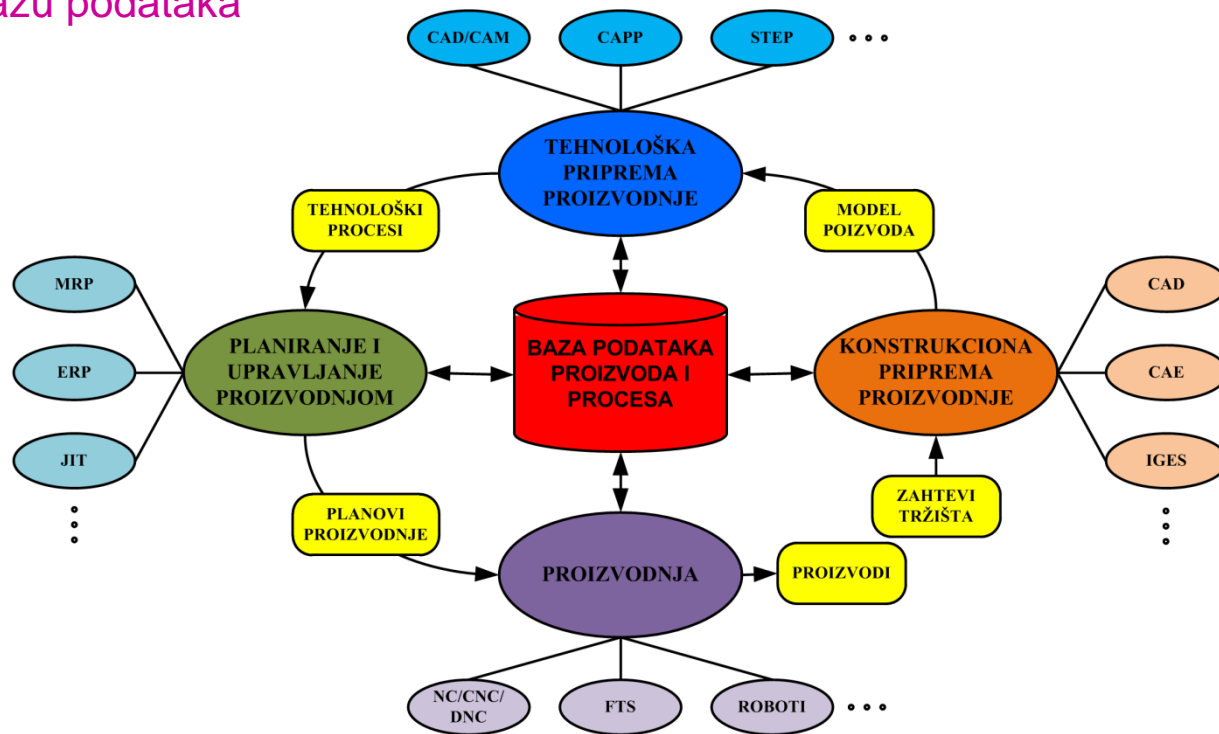 azu podataka
CAD/CAM
CAPP
STEP
TEHNOLOŠKA
PRIPREMA
PROIZVODNJE
TEHNOLOŠKI
PROCESI
MODEL
POIZVODA
MRP
ERP
JIT
PLANIRANJE I
UPRAVLJANJE
PROIZVODNJOM
BAZA PODATAKA
PROIZVODA I
PROCESA
KONSTRUKCIONA
PRIPREMA
PROIZVODNJE
CAD
CAE
IGES
PLANOVI
PROIZVODNJE
ZAHTEVI
TRŽIŠTA
PROIZVODNJA
PROIZVODI
NC/CNC/
DNC
FTS
ROBOTI